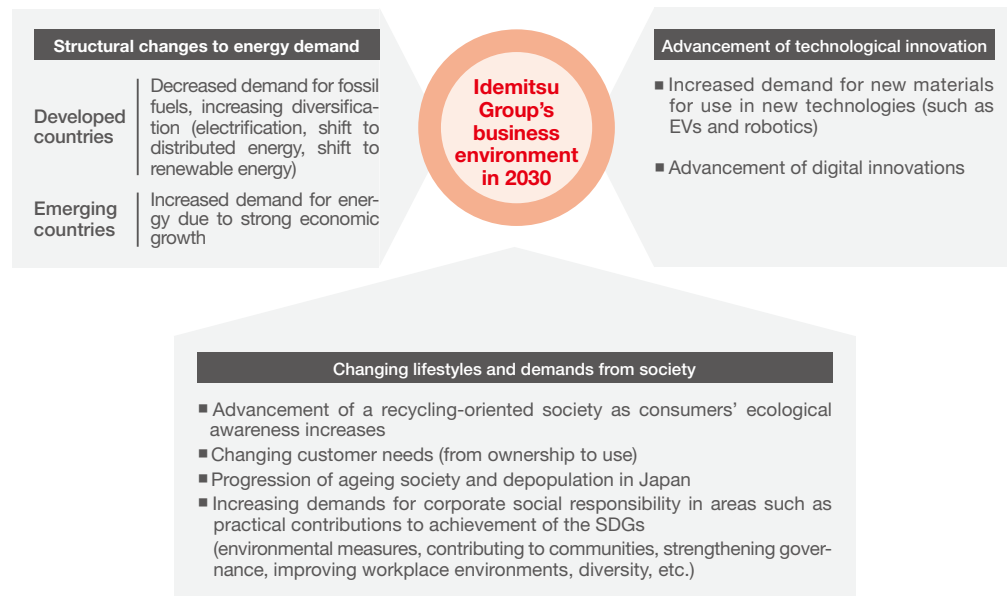 Structural changes to energy demand
Developed
countries
Decreased demand for fossil
fuels, increasing diversifica-
tion (electrification, shift to
distributed energy, shift to
renewable energy)
Emerging
countries
Increased demand for ener-
gy due to strong economic
growth
Idemitsu
Group's
business
environment
in 2030
Advancement of technological innovation
■ Increased demand for new materials
for use in new technologies (such as
EVs and robotics)
■ Advancement of digital innovations
Changing lifestyles and demands from society
■ Advancement of a recycling-oriented society as consumers' ecological
awareness increases
■ Changing customer needs (from ownership to use)
■ Progression of ageing society and depopulation in Japan
■ Increasing demands for corporate social responsibility in areas such as
practical contributions to achievement of the SDGs
(environmental measures, contributing to communities, strengthening gover-
nance, improving workplace environments, diversity, etc.)